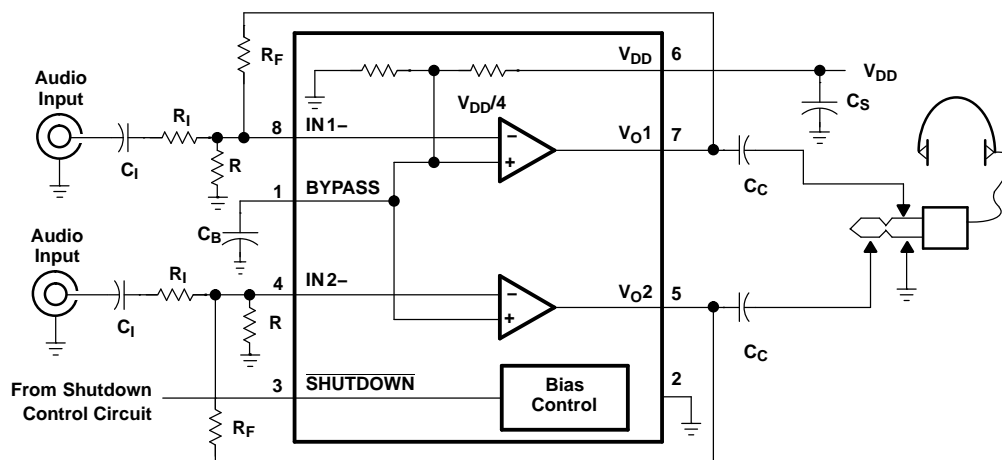 Audio
Input
C_I
R_I
R_F
R
8
IN1−
1
BYPASS
C_B
V_DD/4
−
+
V_DD
6
V_DD
C_S
V_O1
7
C_C
Audio
Input
C_I
R_I
4
IN2−
R
−
+
V_O2
5
C_C
From Shutdown
Control Circuit
3
SHUTDOWN
R_F
Bias
Control
2